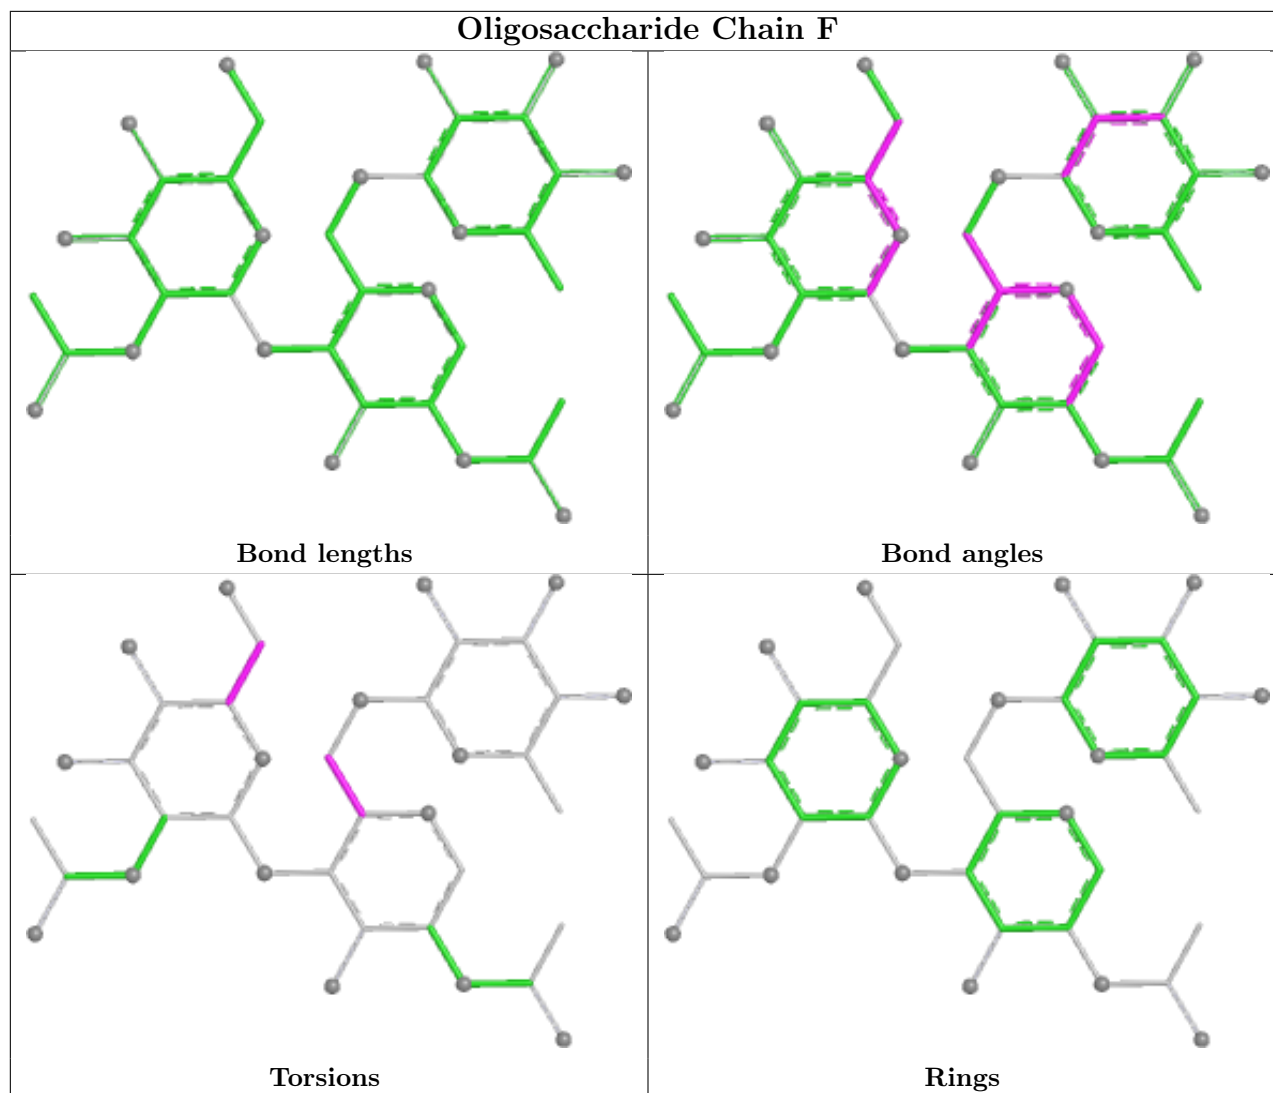 Oligosaccharide Chain F
Bond lengths
Bond angles
Torsions
Rings